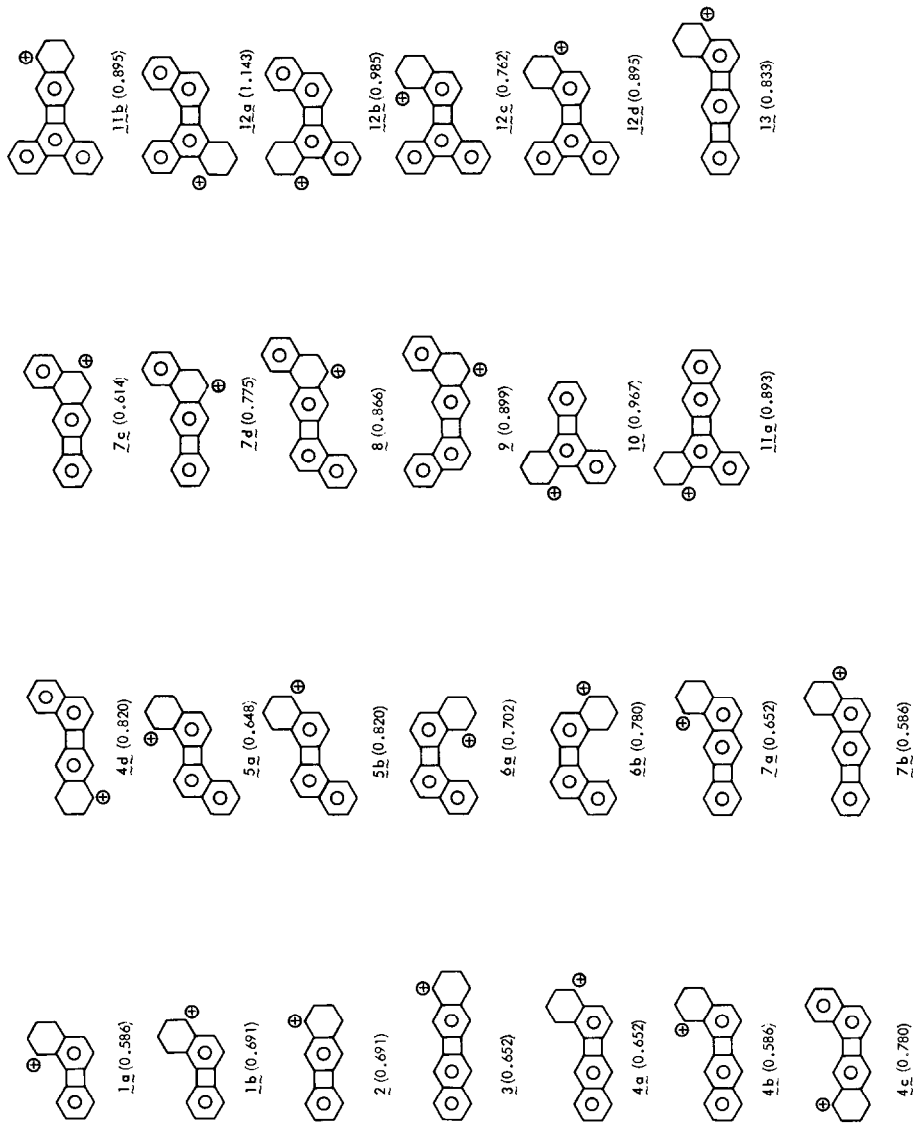 1a (0.586)
1b (0.691)
2 (0.691)
3 (0.652)
4a (0.652)
4b (0.586)
4c (0.780)
4d (0.820)
5a (0.648)
5b (0.820)
6a (0.702)
6b (0.780)
7a (0.652)
7b (0.586)
7c (0.614)
7d (0.775)
8 (0.866)
9 (0.899)
10 (0.967)
11a (0.893)
11b (0.895)
12a (1.143)
12b (0.985)
12c (0.762)
12d (0.895)
13 (0.833)